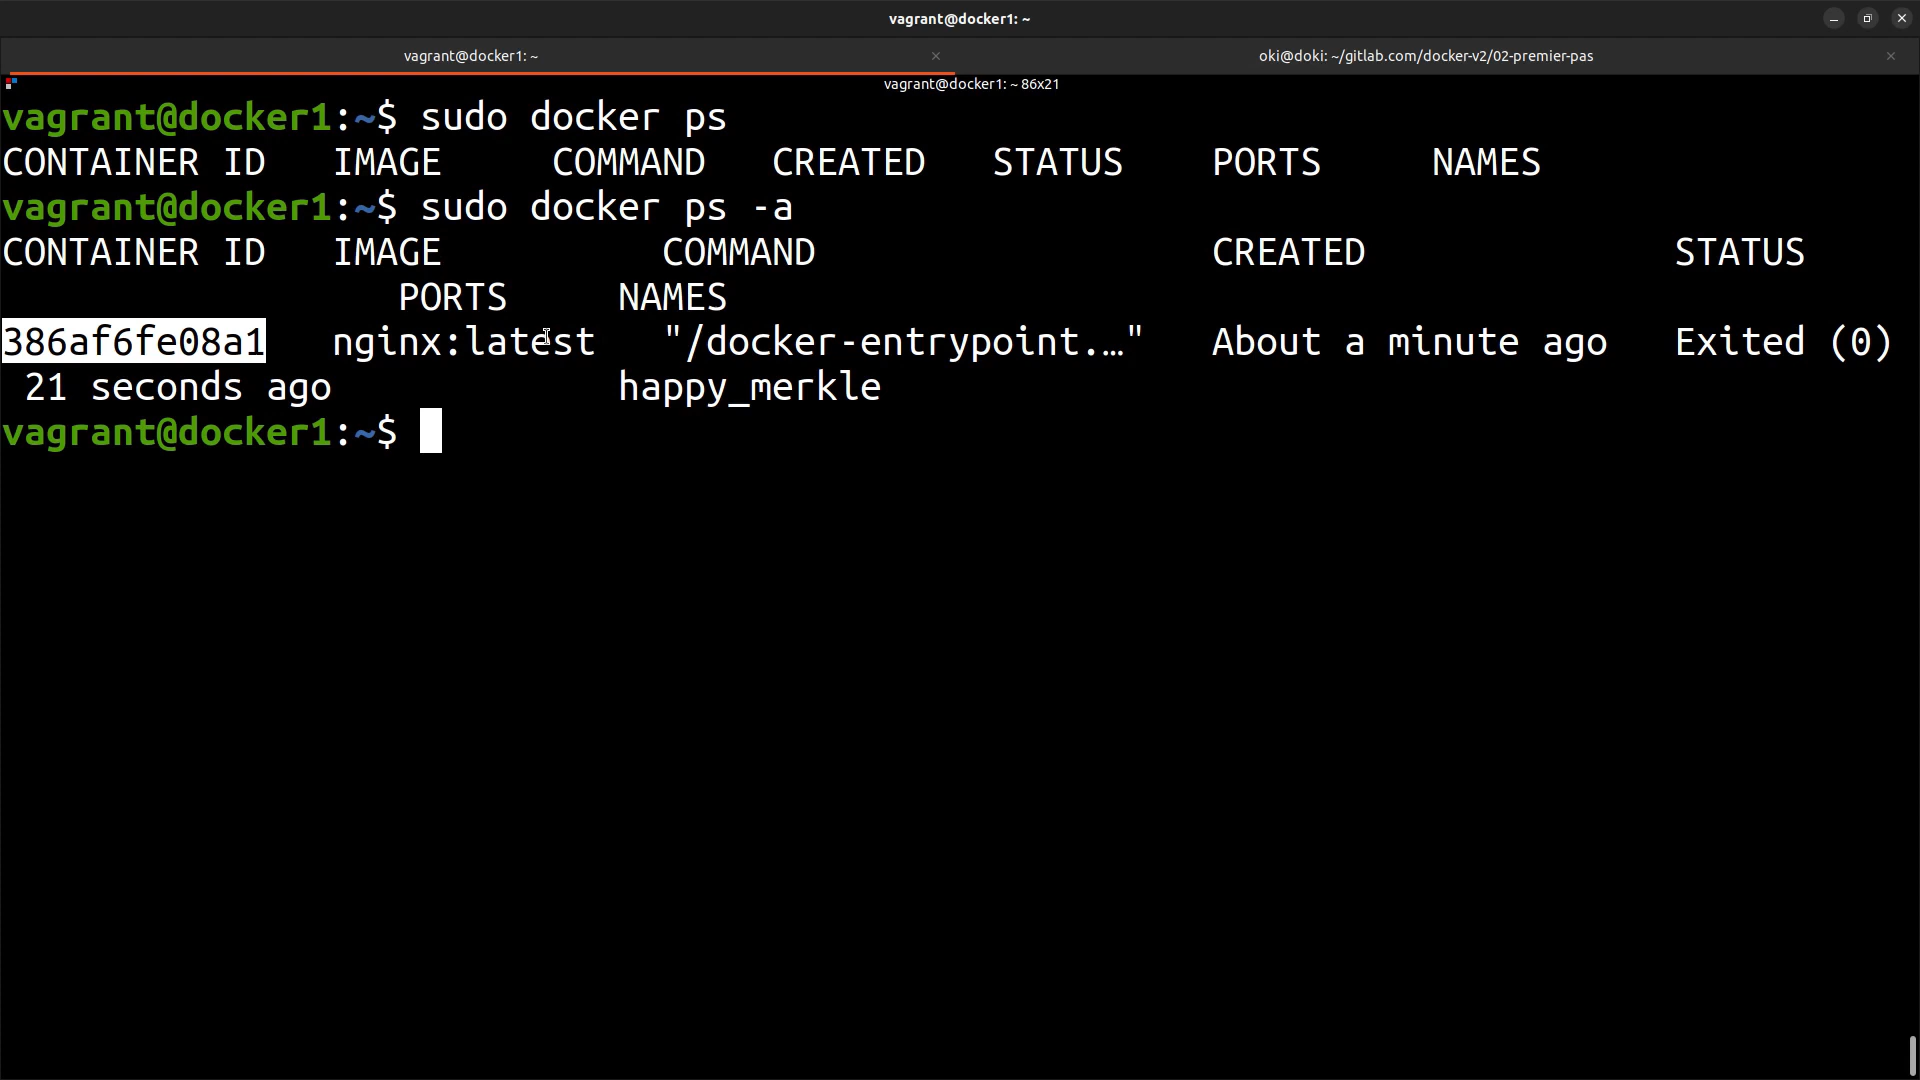 vagrant@docker1: ~
vagrant@docker1: ~ × oki@doki: ~/gitlab.com/docker-v2/02-premier-pas ×
vagrant@docker1: ~ 86x21
vagrant@docker1:~$ sudo docker ps
CONTAINER ID   IMAGE     COMMAND   CREATED   STATUS    PORTS     NAMES
vagrant@docker1:~$ sudo docker ps -a
CONTAINER ID   IMAGE          COMMAND                  CREATED              STATUS
                  PORTS     NAMES
386af6fe08a1   nginx:latest   "/docker-entrypoint.…"   About a minute ago   Exited (0)
 21 seconds ago             happy_merkle
vagrant@docker1:~$